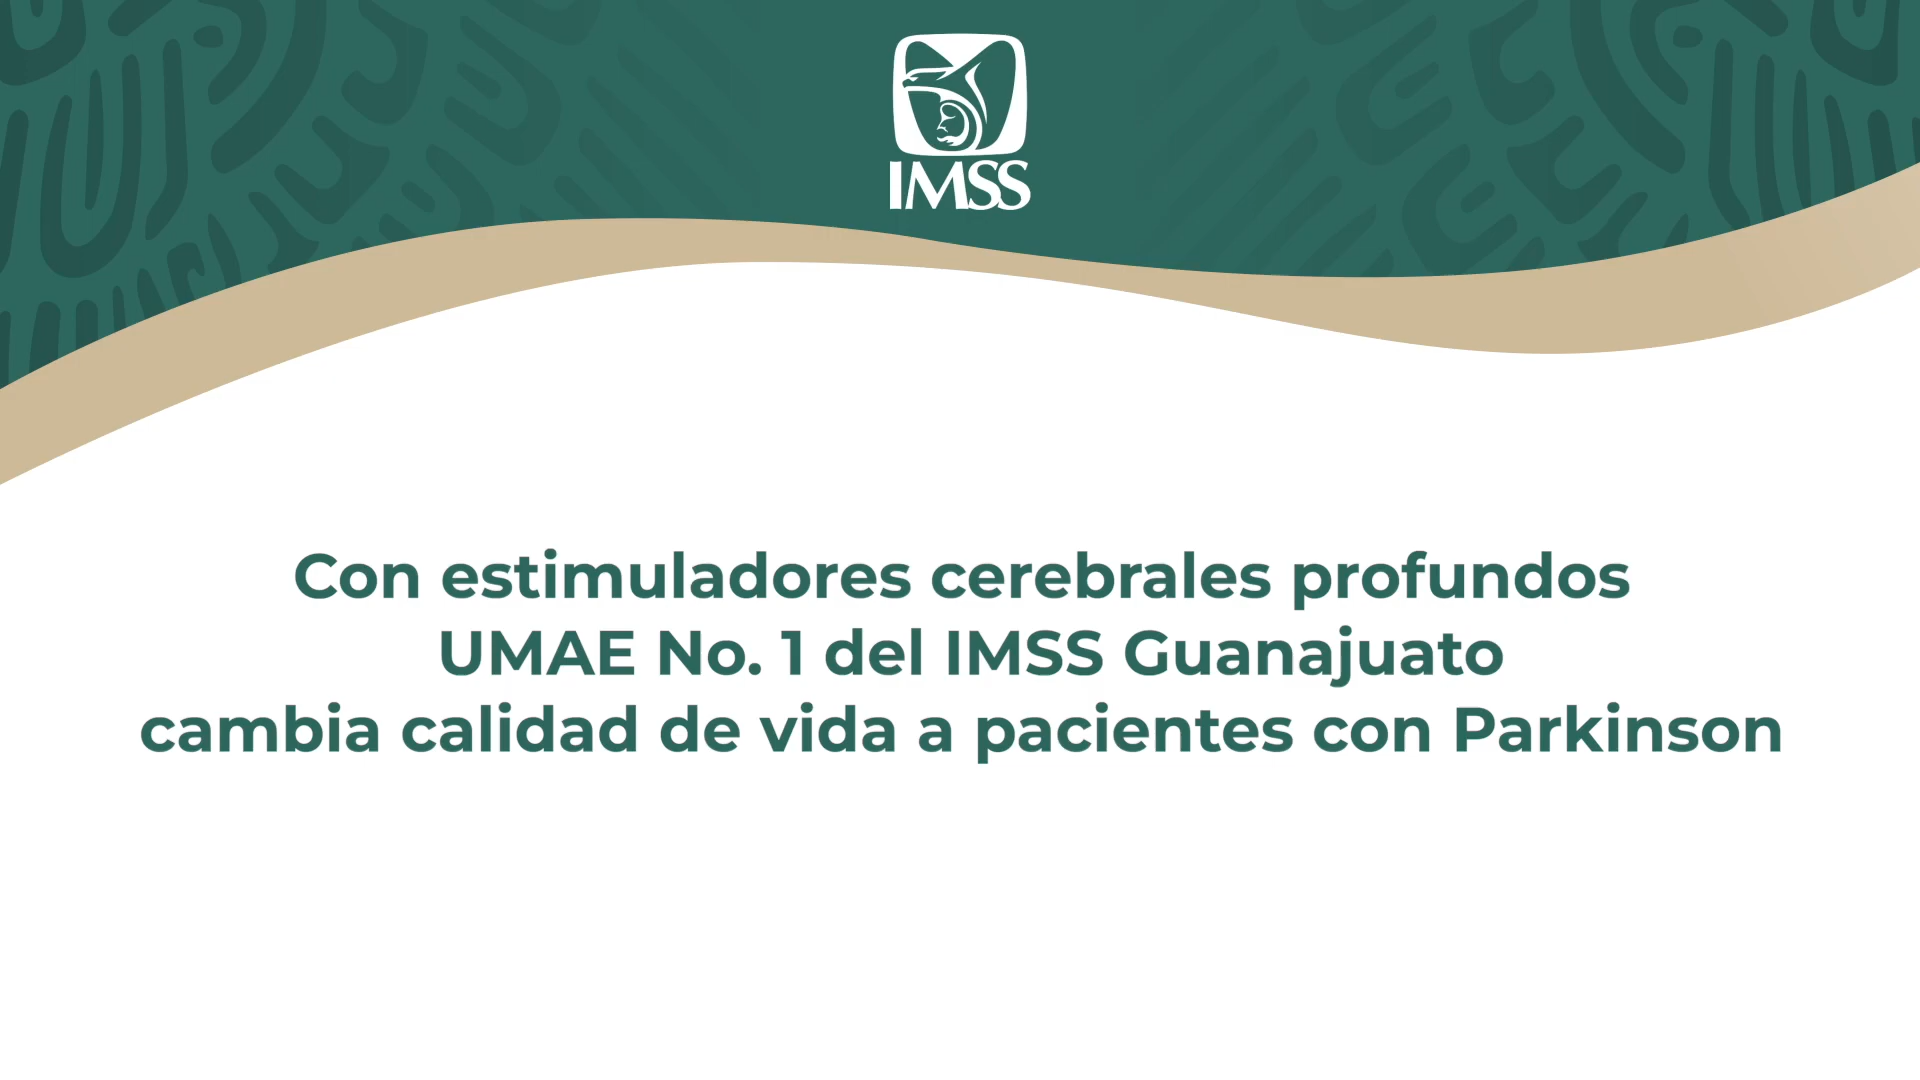 IMSS
Con estimuladores cerebrales profundos
UMAE No. 1 del IMSS Guanajuato
cambia calidad de vida a pacientes con Parkinson